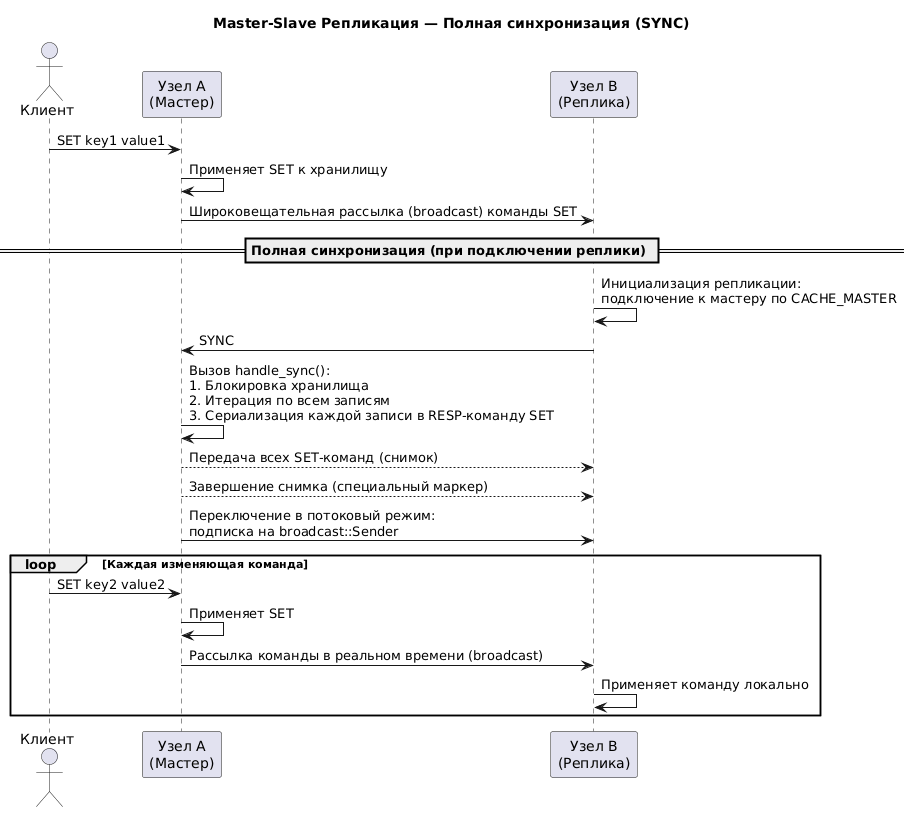 Master-Slave Репликация — Полная синхронизация (SYNC)
Клиент
Узел A
(Мастер)
Узел B
(Реплика)
SET key1 value1
Применяет SET к хранилищу
Широковещательная рассылка (broadcast) команды SET
Полная синхронизация (при подключении реплики)
Инициализация репликации:
подключение к мастеру по CACHE_MASTER
SYNC
Вызов handle_sync():
1. Блокировка хранилища
2. Итерация по всем записям
3. Сериализация каждой записи в RESP-команду SET
Передача всех SET-команд (снимок)
Завершение снимка (специальный маркер)
Переключение в потоковый режим:
подписка на broadcast::Sender
loop [Каждая изменяющая команда]
SET key2 value2
Применяет SET
Рассылка команды в реальном времени (broadcast)
Применяет команду локально
Клиент
Узел A
(Мастер)
Узел B
(Реплика)